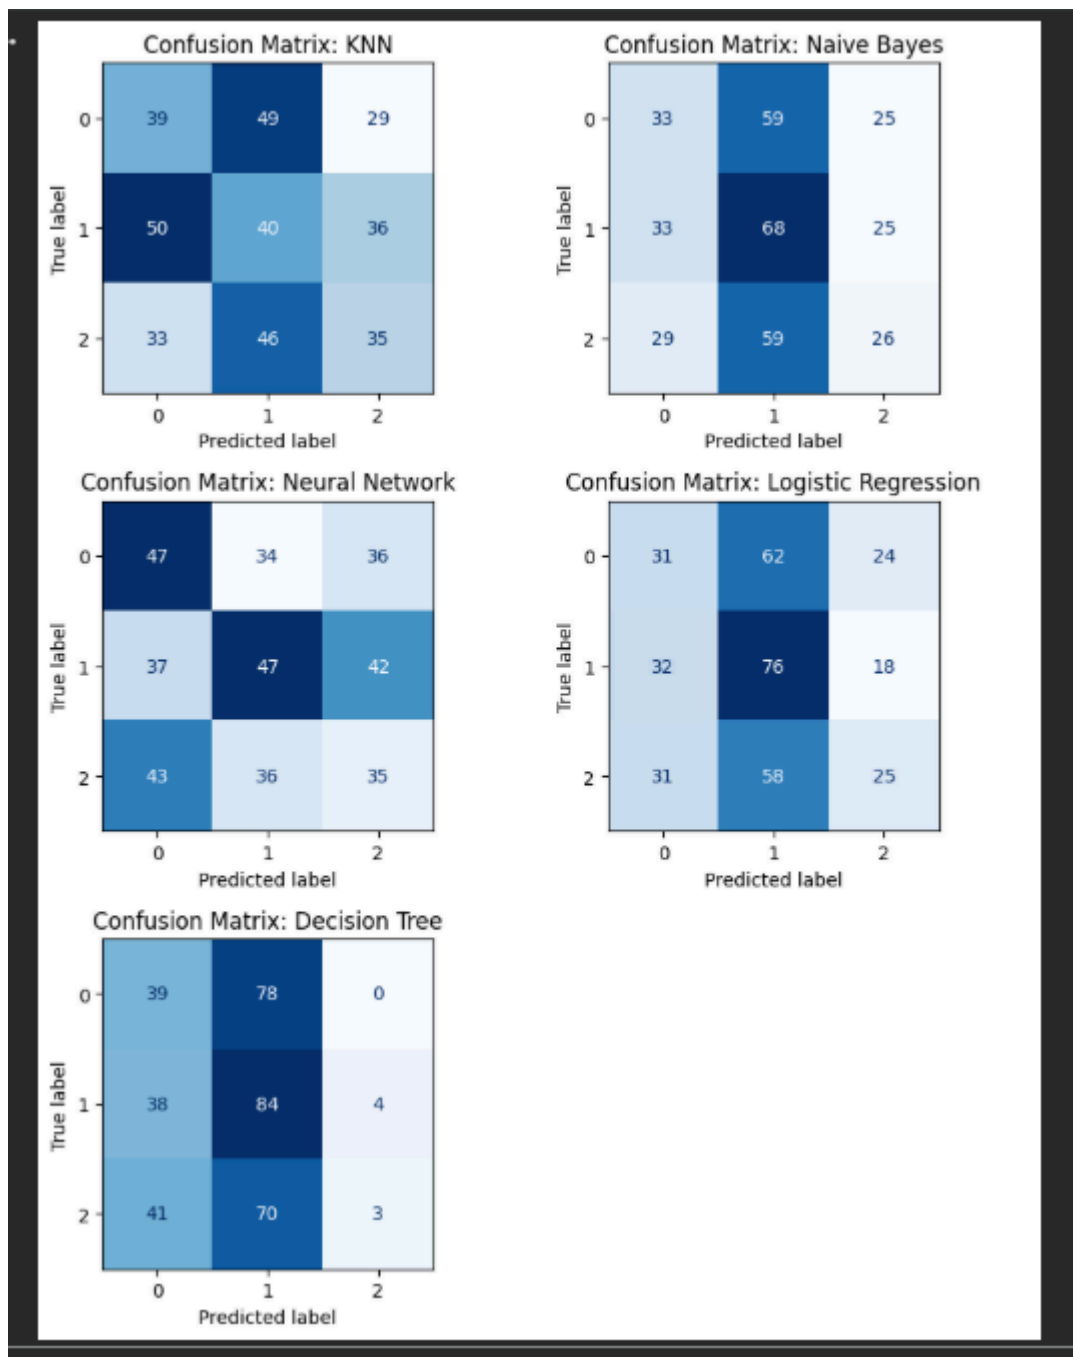 Confusion Matrix: KNN
True label
0 39 49 29
1 50 40 36
2 33 46 35
0 1 2
Predicted label
Confusion Matrix: Naive Bayes
True label
0 33 59 25
1 33 68 25
2 29 59 26
0 1 2
Predicted label
Confusion Matrix: Neural Network
True label
0 47 34 36
1 37 47 42
2 43 36 35
0 1 2
Predicted label
Confusion Matrix: Logistic Regression
True label
0 31 62 24
1 32 76 18
2 31 58 25
0 1 2
Predicted label
Confusion Matrix: Decision Tree
True label
0 39 78 0
1 38 84 4
2 41 70 3
0 1 2
Predicted label